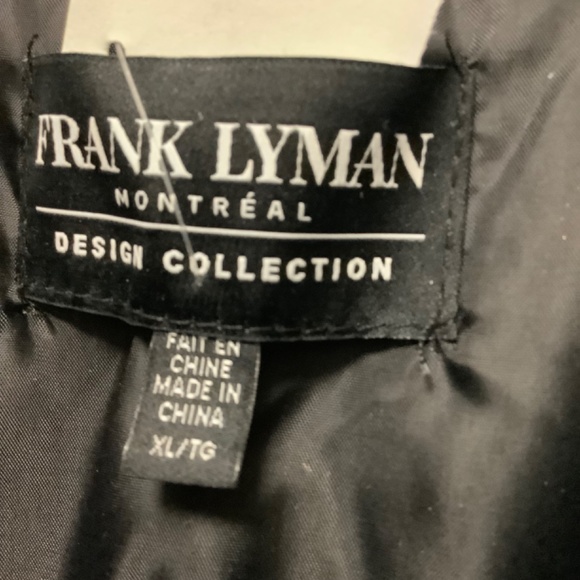 FRANK LYMAN
MONTRÉAL
DESIGN COLLECTION
FAIT EN
CHINE
MADE IN
CHINA
XL/TG